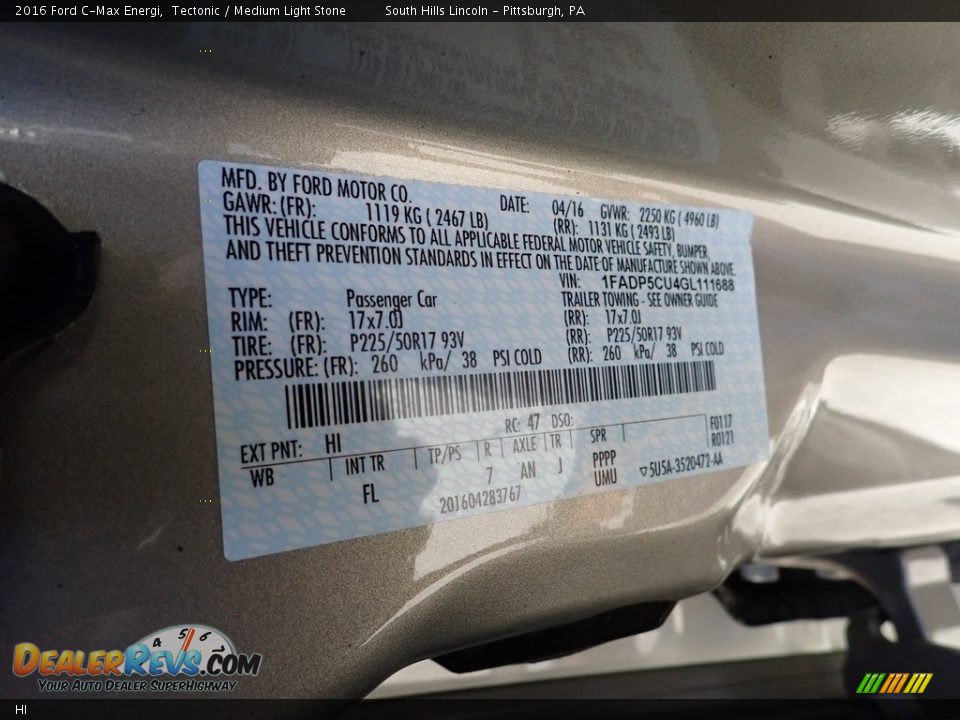 2016 Ford C-Max Energi, Tectonic / Medium Light Stone South Hills Lincoln - Pittsburgh, PA
MFD. BY FORD MOTOR CO.
DATE: 04/16 GVWR: 2250 KG ( 4960 LB)
GAWR: (FR): 1119 KG ( 2467 LB) (RR): 1131 KG ( 2493 LB)
THIS VEHICLE CONFORMS TO ALL APPLICABLE FEDERAL MOTOR VEHICLE SAFETY, BUMPER,
AND THEFT PREVENTION STANDARDS IN EFFECT ON THE DATE OF MANUFACTURE SHOWN ABOVE.
VIN: 1FADP5CU4GL111688
TYPE: Passenger Car TRAILER TOWING - SEE OWNER GUIDE
RIM: (FR): 17x7.0J (RR): 17x7.0J
TIRE: (FR): P225/50R17 93V (RR): P225/50R17 93V
PRESSURE: (FR): 260 kPa/ 38 PSI COLD (RR): 260 kPa/ 38 PSI COLD
EXT PNT: HI RC: 47 DSO: F0117
R0121
WB INT TR TP/PS R AXLE TR SPR
FL 7 AN J PPPP
UMU
201604283767
5U5A-3520472-AA
4 5 6
DEALERREVS.COM
YOUR AUTO DEALER SUPERHIGHWAY
HI